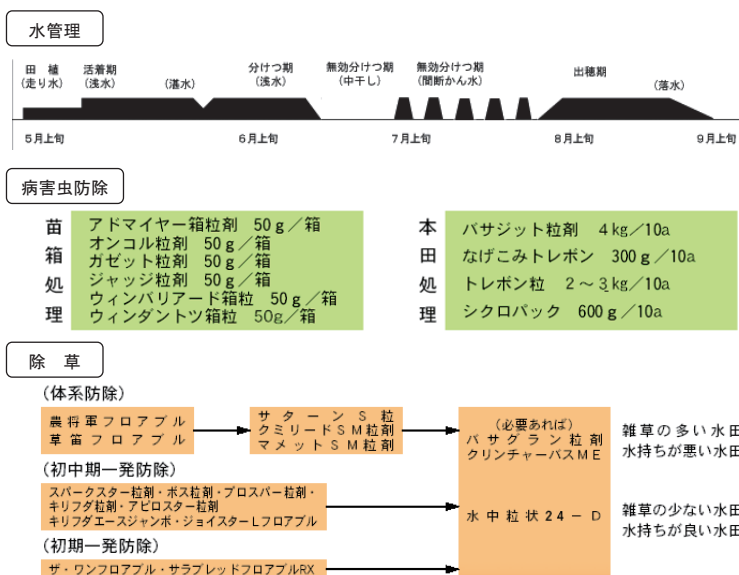 水管理
田植
(走り水)
活着期
(浅水)
(湛水)
分けつ期
(浅水)
無効分けつ期
(中干し)
無効分けつ期
(間断かん水)
出穂期
(落水)
5月上旬
6月上旬
7月上旬
8月上旬
9月上旬
病害虫防除
苗箱処理
アドマイヤー箱粒剤 50g/箱
オンコル粒剤 50g/箱
ガゼット粒剤 50g/箱
ジャッジ粒剤 50g/箱
ウィンバリアード箱粒 50g/箱
ウィンダントツ箱粒 50g/箱
本田処理
バサジット粒剤 4kg/10a
なげこみトレボン 300g/10a
トレボン粒 2～3kg/10a
シクロパック 600g/10a
除草
(体系防除)
農将軍フロアブル
草笛フロアブル
サターンS粒
クミリードSM粒剤
マメットSM粒剤
(必要あれば)
バサグラン粒剤
クリンチャーバスME
水中粒状24－D
雑草の多い水田
水持ちが悪い水田
(初中期一発防除)
スパークスター粒剤・ボス粒剤・プロスパー粒剤・
キリフダ粒剤・アピロスター粒剤
キリフダエースジャンボ・ジョイスターLフロアブル
雑草の少ない水田
水持ちが良い水田
(初期一発防除)
ザ・ワンフロアブル・サラブレッドフロアブルRX